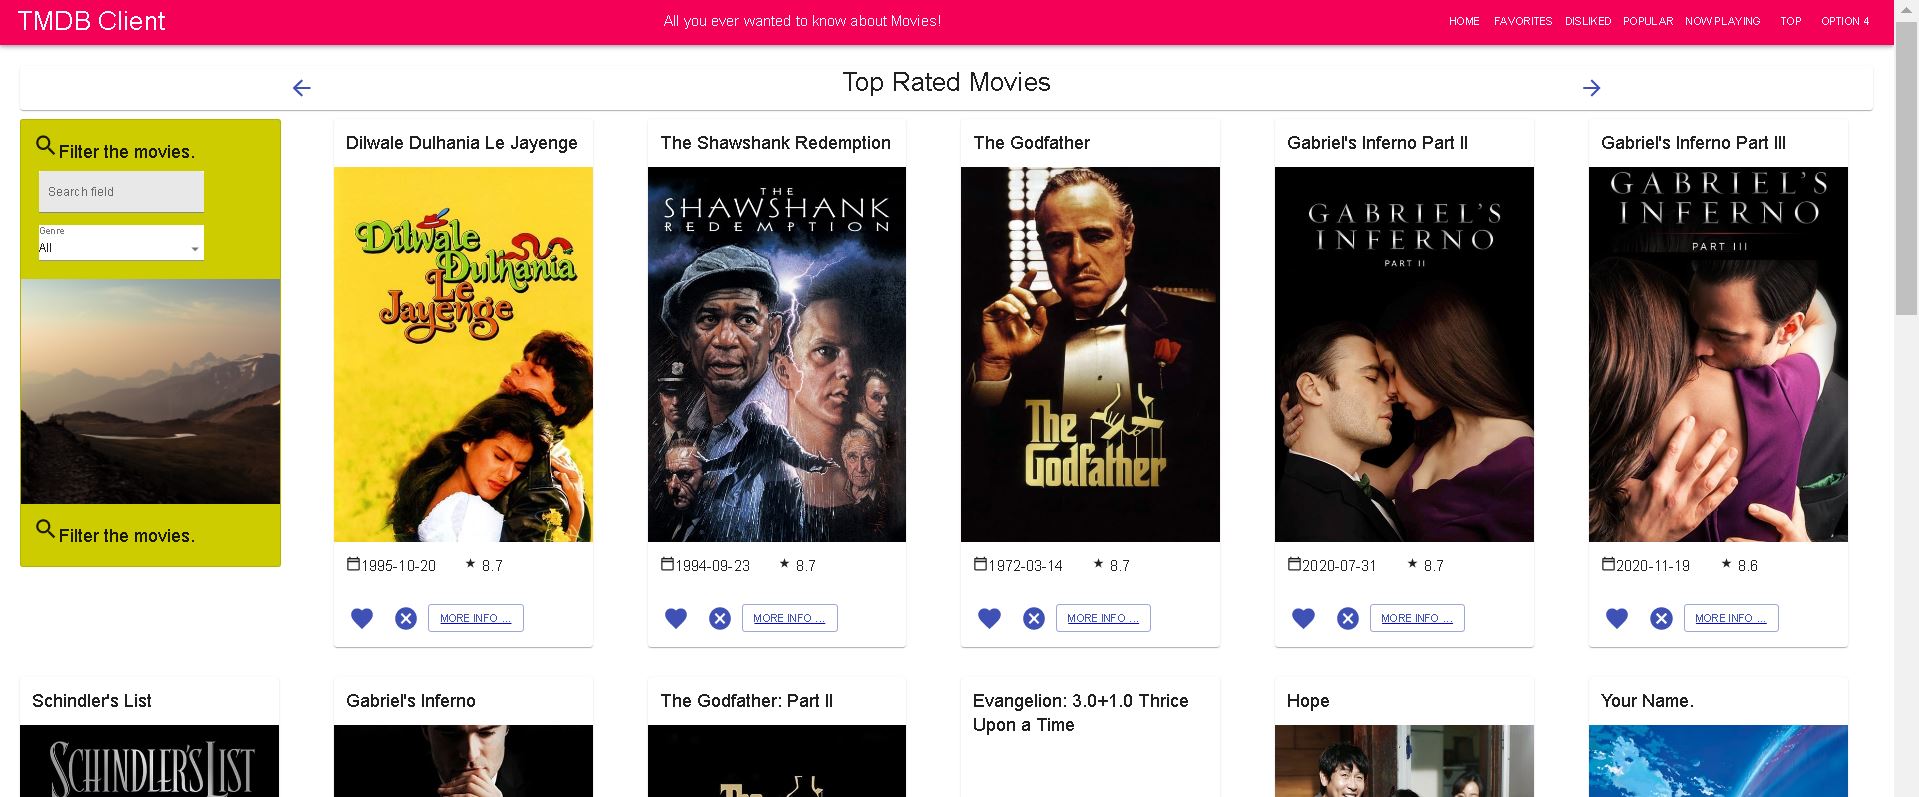 TMDB Client
All you ever wanted to know about Movies!
HOME FAVORITES DISLIKED POPULAR NOW PLAYING TOP OPTION 4
Top Rated Movies
Filter the movies.
Search field
Genre
All
Filter the movies.
Dilwale Dulhania Le Jayenge
Dilwale
Dulhania
Le
Jayenge
1995-10-20 8.7
MORE INFO ...
The Shawshank Redemption
THE
SHAWSHANK
REDEMPTION
1994-09-23 8.7
MORE INFO ...
The Godfather
The
Godfather
1972-03-14 8.7
MORE INFO ...
Gabriel's Inferno Part II
GABRIEL'S
INFERNO
PART II
2020-07-31 8.7
MORE INFO ...
Gabriel's Inferno Part III
GABRIEL'S
INFERNO
PART III
2020-11-19 8.6
MORE INFO ...
Schindler's List
SCHINDLER'S LIST
Gabriel's Inferno
The Godfather: Part II
The
Evangelion: 3.0+1.0 Thrice
Upon a Time
Hope
Your Name.